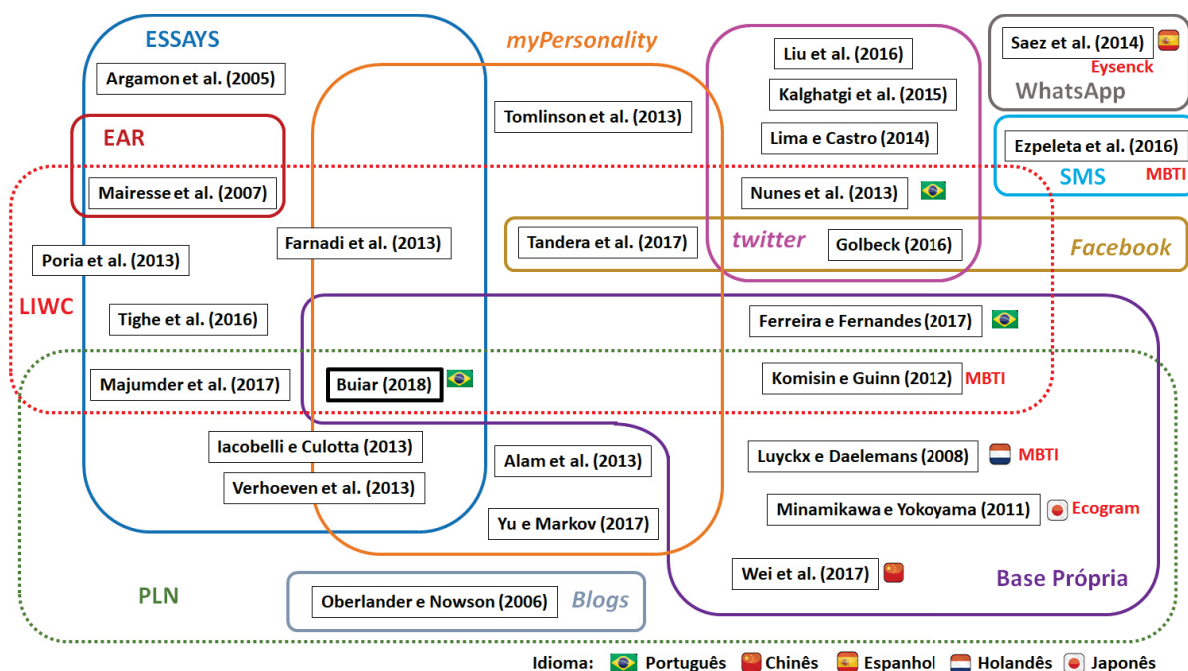 ESSAYS
myPersonality
Argamon et al. (2005)
Tomlinson et al. (2013)
Liu et al. (2016)
Kalghatgi et al. (2015)
Lima e Castro (2014)
Saez et al. (2014)
Eysenck
WhatsApp
EAR
Mairesse et al. (2007)
Ezpeleta et al. (2016)
SMS MBTI
Nunes et al. (2013)
Poria et al. (2013)
Farnadi et al. (2013)
Tandera et al. (2017)
twitter
Golbeck (2016)
Facebook
LIWC
Tighe et al. (2016)
Ferreira e Fernandes (2017)
Majumder et al. (2017)
Buiar (2018)
Komisin e Guinn (2012) MBTI
Iacobelli e Culotta (2013)
Verhoeven et al. (2013)
Alam et al. (2013)
Luyckx e Daelemans (2008) MBTI
Yu e Markov (2017)
Minamikawa e Yokoyama (2011) Ecogram
Wei et al. (2017)
Base Própria
PLN
Oberlander e Nowson (2006) Blogs
Idioma: Português Chinês Espanhol Holandês Japonês